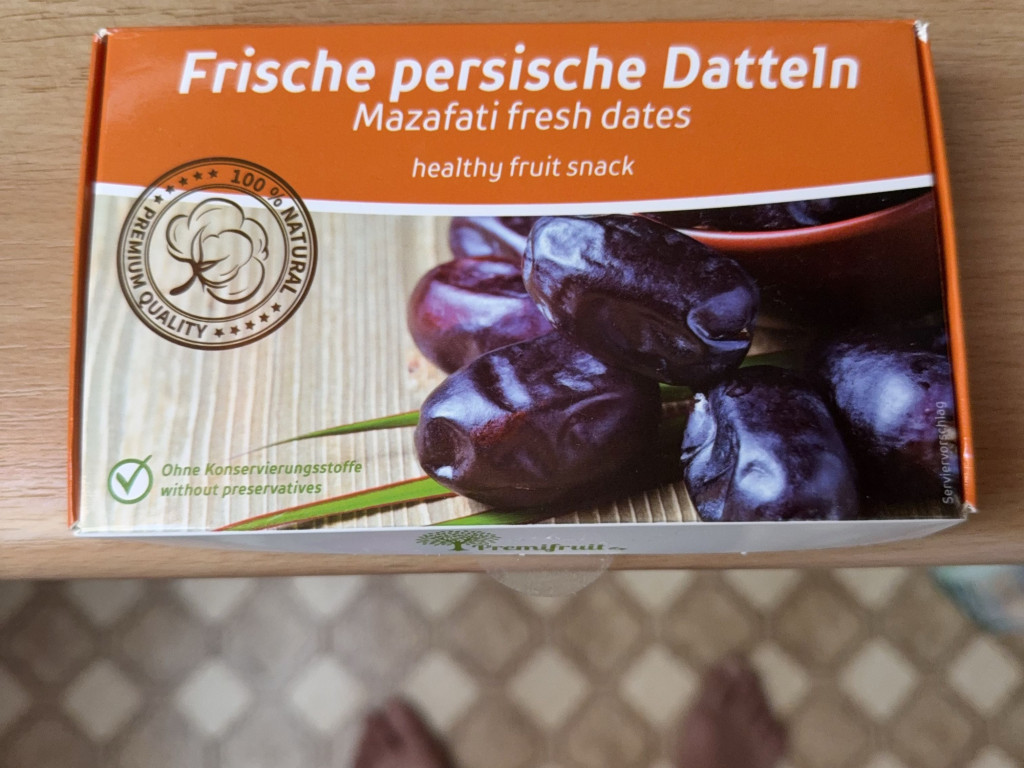 Frische persische Datteln
Mazafati fresh dates
healthy fruit snack
100 % NATURAL
PREMIUM QUALITY
Ohne Konservierungsstoffe
without preservatives
Serviervorschlag
Premifruit